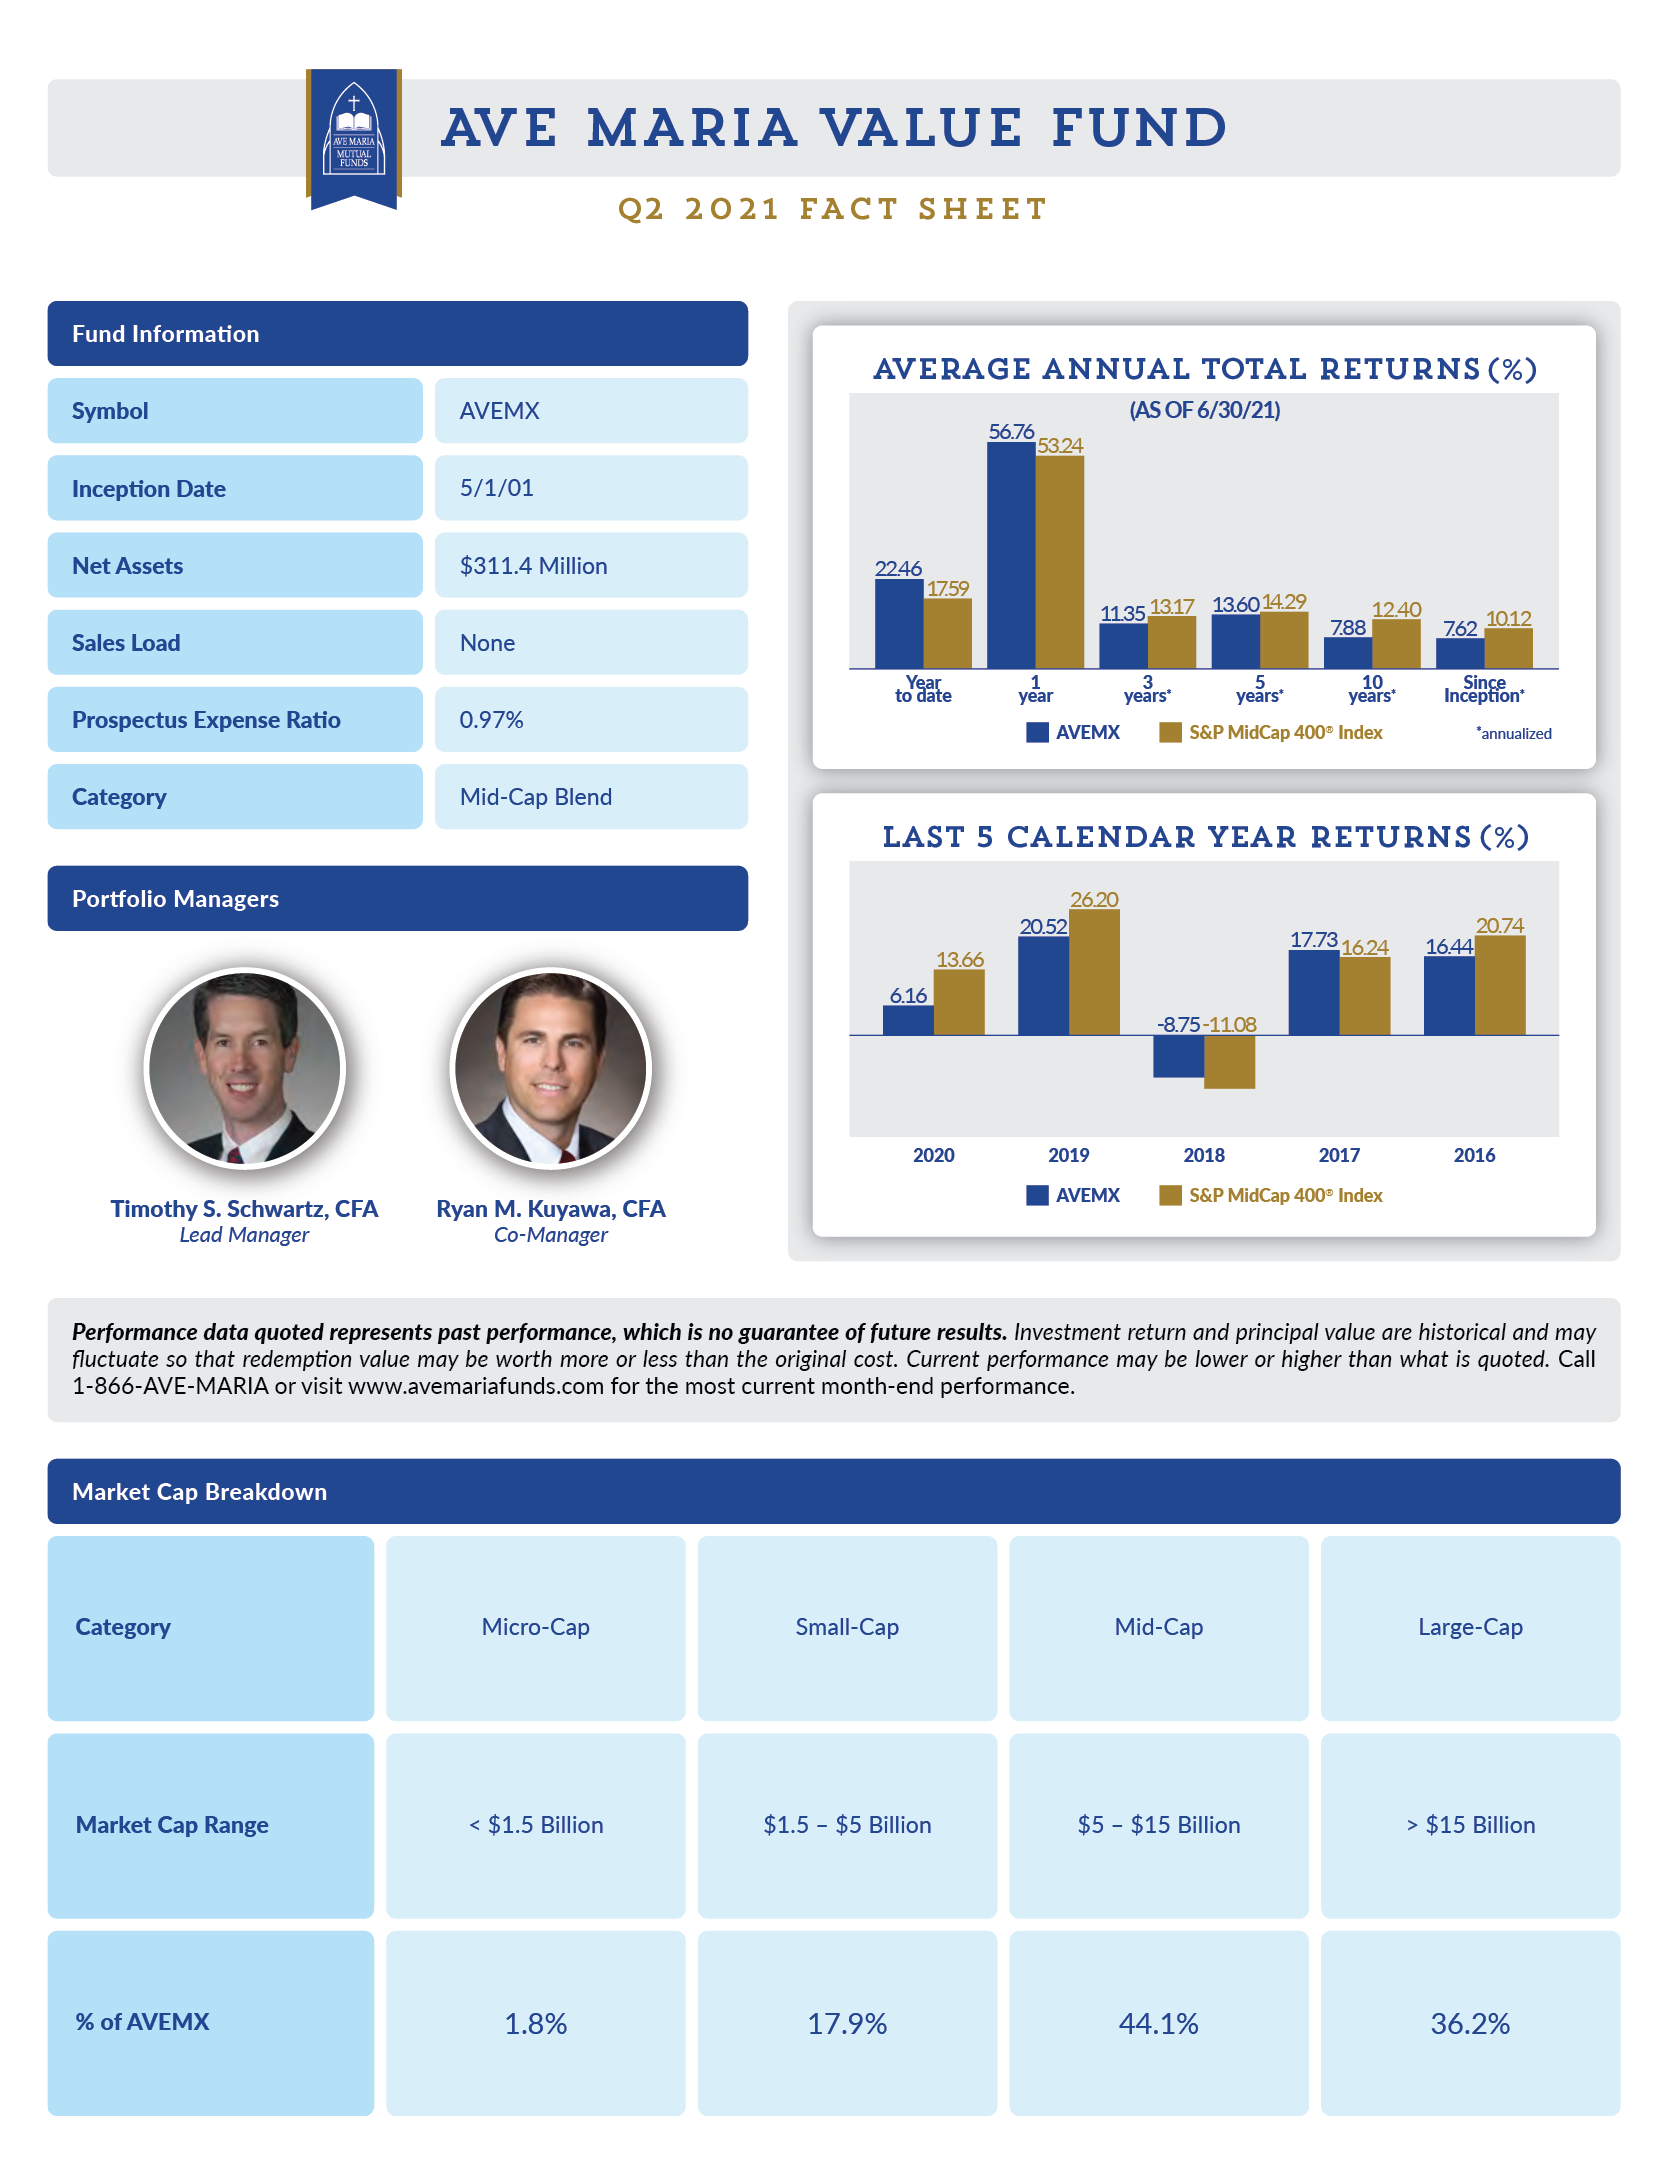 AVE MARIA
MUTUAL
FUNDS
AVE MARIA VALUE FUND
Q2 2021 FACT SHEET
Fund Information
Symbol AVEMX
Inception Date 5/1/01
Net Assets $311.4 Million
Sales Load None
Prospectus Expense Ratio 0.97%
Category Mid-Cap Blend
Portfolio Managers
Timothy S. Schwartz, CFA
Lead Manager
Ryan M. Kuyawa, CFA
Co-Manager
AVERAGE ANNUAL TOTAL RETURNS (%)
(AS OF 6/30/21)
22.46 17.59 56.76 53.24 11.35 13.17 13.60 14.29 7.88 12.40 7.62 10.12
Year 1 3 5 10 Since
to date year years* years* years* Inception*
AVEMX S&P MidCap 400® Index *annualized
LAST 5 CALENDAR YEAR RETURNS (%)
6.16 13.66 20.52 26.20 -8.75 -11.08 17.73 16.24 16.44 20.74
2020 2019 2018 2017 2016
AVEMX S&P MidCap 400® Index
Performance data quoted represents past performance, which is no guarantee of future results. Investment return and principal value are historical and may
fluctuate so that redemption value may be worth more or less than the original cost. Current performance may be lower or higher than what is quoted. Call
1-866-AVE-MARIA or visit www.avemariafunds.com for the most current month-end performance.
Market Cap Breakdown
Category Micro-Cap Small-Cap Mid-Cap Large-Cap
Market Cap Range < $1.5 Billion $1.5 – $5 Billion $5 – $15 Billion > $15 Billion
% of AVEMX 1.8% 17.9% 44.1% 36.2%